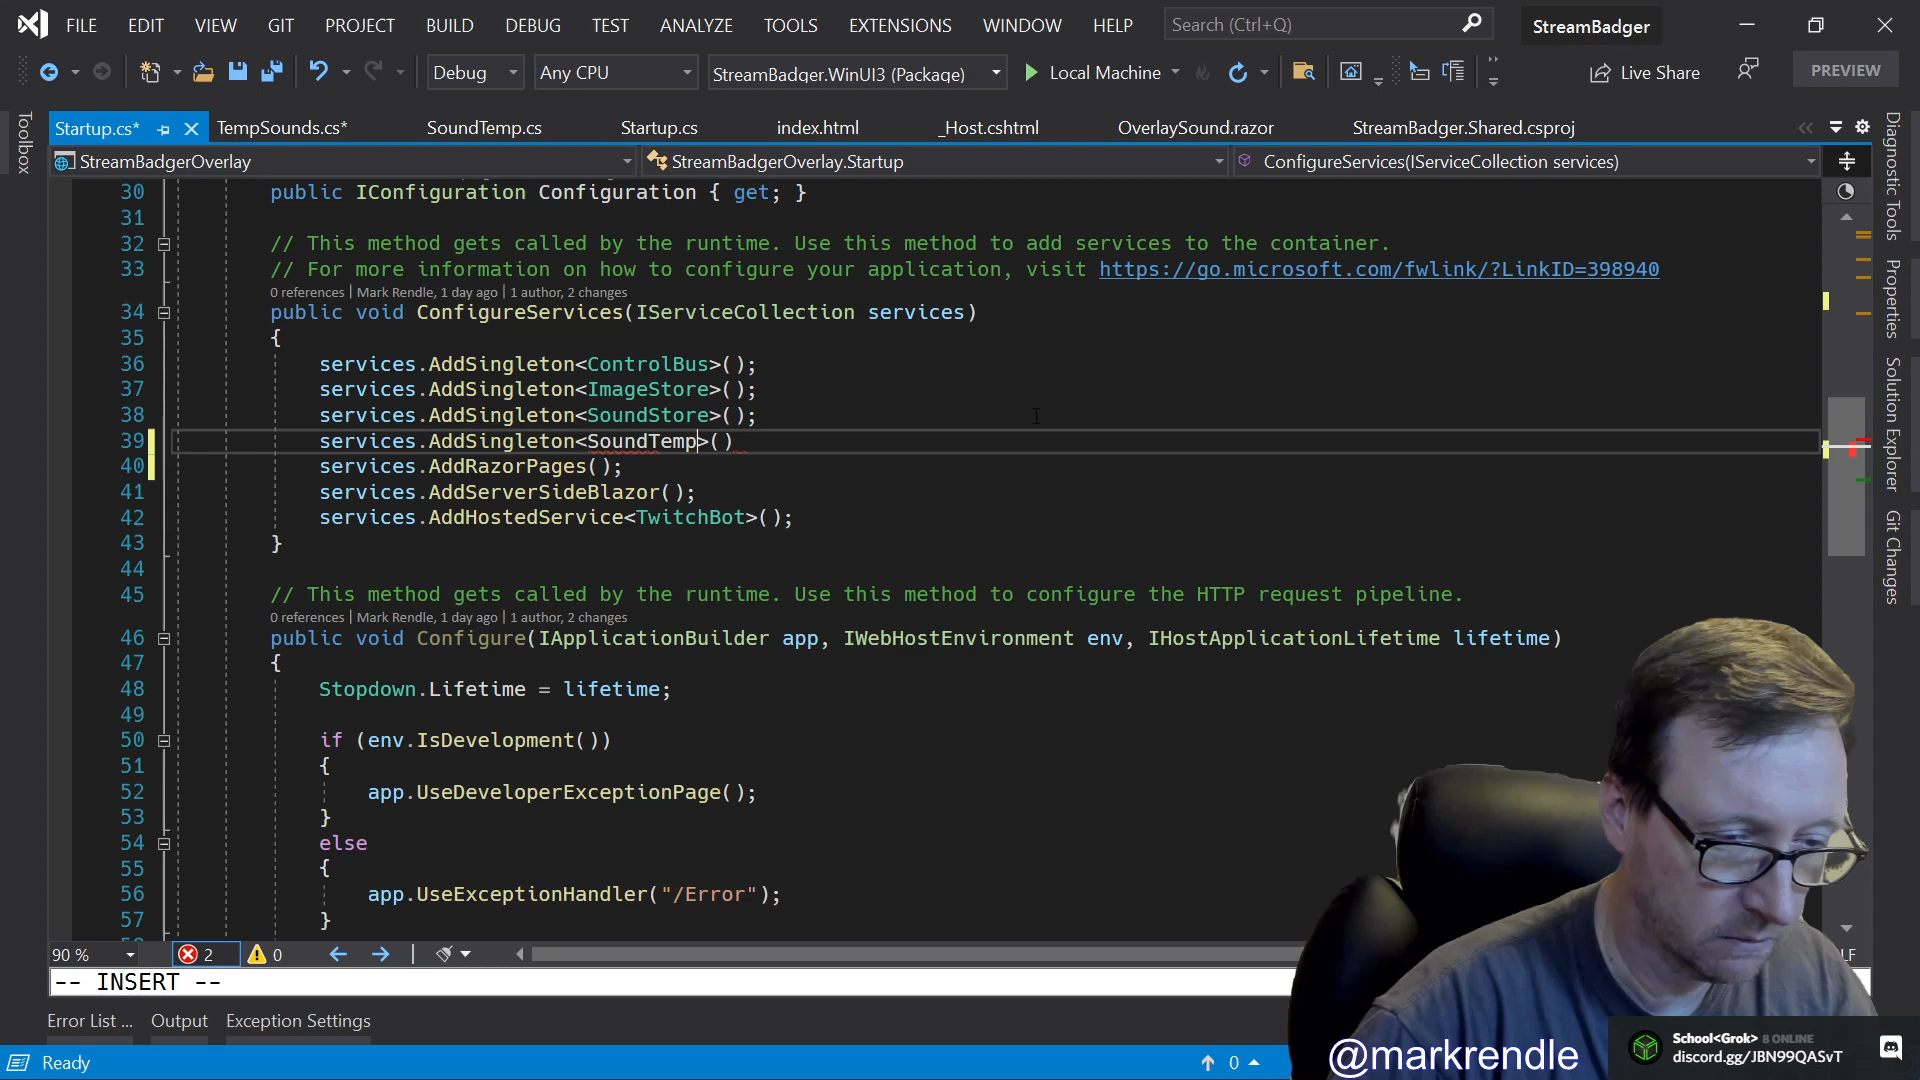 FILE EDIT VIEW GIT PROJECT BUILD DEBUG TEST ANALYZE TOOLS EXTENSIONS WINDOW HELP Search (Ctrl+Q) StreamBadger
Debug Any CPU StreamBadger.WinUI3 (Package) Local Machine Live Share PREVIEW
Startup.cs* TempSounds.cs* SoundTemp.cs Startup.cs index.html _Host.cshtml OverlaySound.razor StreamBadger.Shared.csproj
StreamBadgerOverlay StreamBadgerOverlay.Startup ConfigureServices(IServiceCollection services)
Toolbox
30 public IConfiguration Configuration { get; }
31
32 // This method gets called by the runtime. Use this method to add services to the container.
33 // For more information on how to configure your application, visit https://go.microsoft.com/fwlink/?LinkID=398940
0 references | Mark Rendle, 1 day ago | 1 author, 2 changes
34 public void ConfigureServices(IServiceCollection services)
35 {
36 services.AddSingleton<ControlBus>();
37 services.AddSingleton<ImageStore>();
38 services.AddSingleton<SoundStore>();
39 services.AddSingleton<SoundTemp>()
40 services.AddRazorPages();
41 services.AddServerSideBlazor();
42 services.AddHostedService<TwitchBot>();
43 }
44
45 // This method gets called by the runtime. Use this method to configure the HTTP request pipeline.
0 references | Mark Rendle, 1 day ago | 1 author, 2 changes
46 public void Configure(IApplicationBuilder app, IWebHostEnvironment env, IHostApplicationLifetime lifetime)
47 {
48 Stopdown.Lifetime = lifetime;
49
50 if (env.IsDevelopment())
51 {
52 app.UseDeveloperExceptionPage();
53 }
54 else
55 {
56 app.UseExceptionHandler("/Error");
57 }
Diagnostic Tools
Properties
Solution Explorer
Git Changes
90 % 2 0
-- INSERT --
Error List ... Output Exception Settings
Ready 0
@markrendle
School<Grok> 8 ONLINE
discord.gg/JBN99QASvT